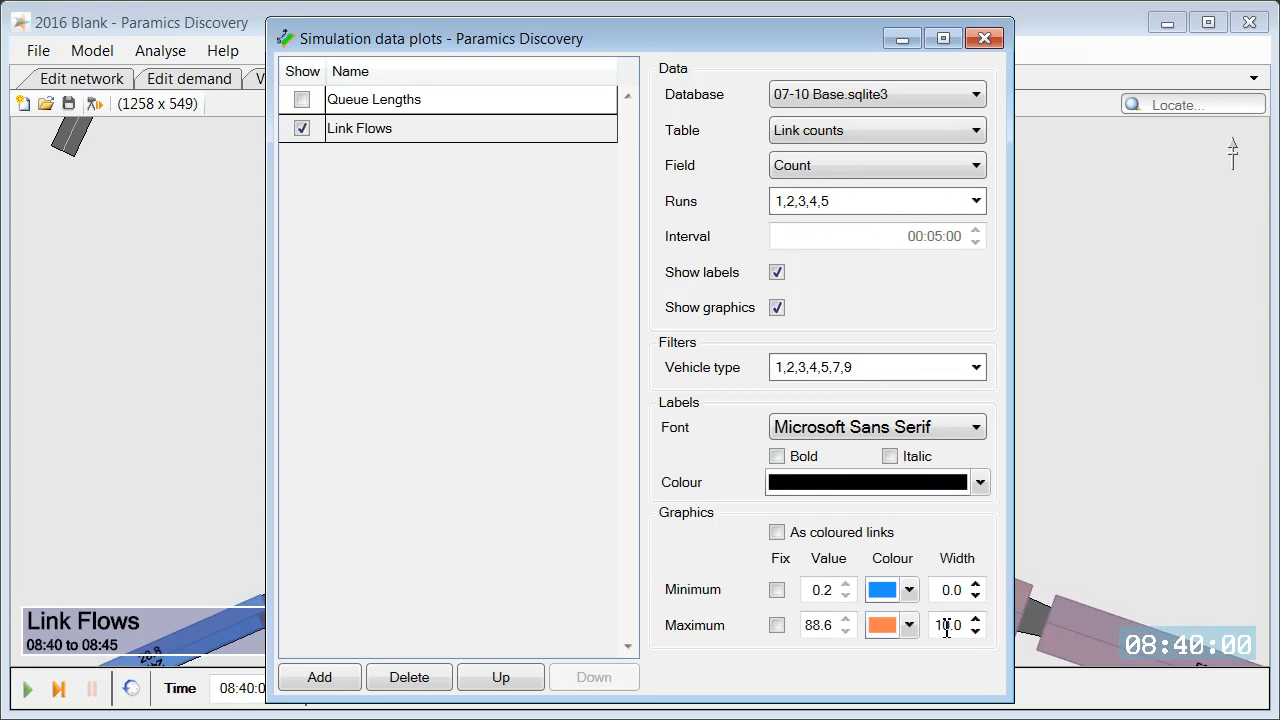 2016 Blank - Paramics Discovery
File Model Analyse Help
Edit network Edit demand V
(1258 x 549)
Locate...
Simulation data plots - Paramics Discovery
Show Name
Queue Lengths
Link Flows
Add Delete Up Down
Data
Database 07-10 Base.sqlite3
Table Link counts
Field Count
Runs 1,2,3,4,5
Interval 00:05:00
Show labels
Show graphics
Filters
Vehicle type 1,2,3,4,5,7,9
Labels
Font Microsoft Sans Serif
Bold Italic
Colour
Graphics
As coloured links
Fix Value Colour Width
Minimum 0.2 0.0
Maximum 88.6
Link Flows
08:40 to 08:45
08:40:00
Time 08:40:0